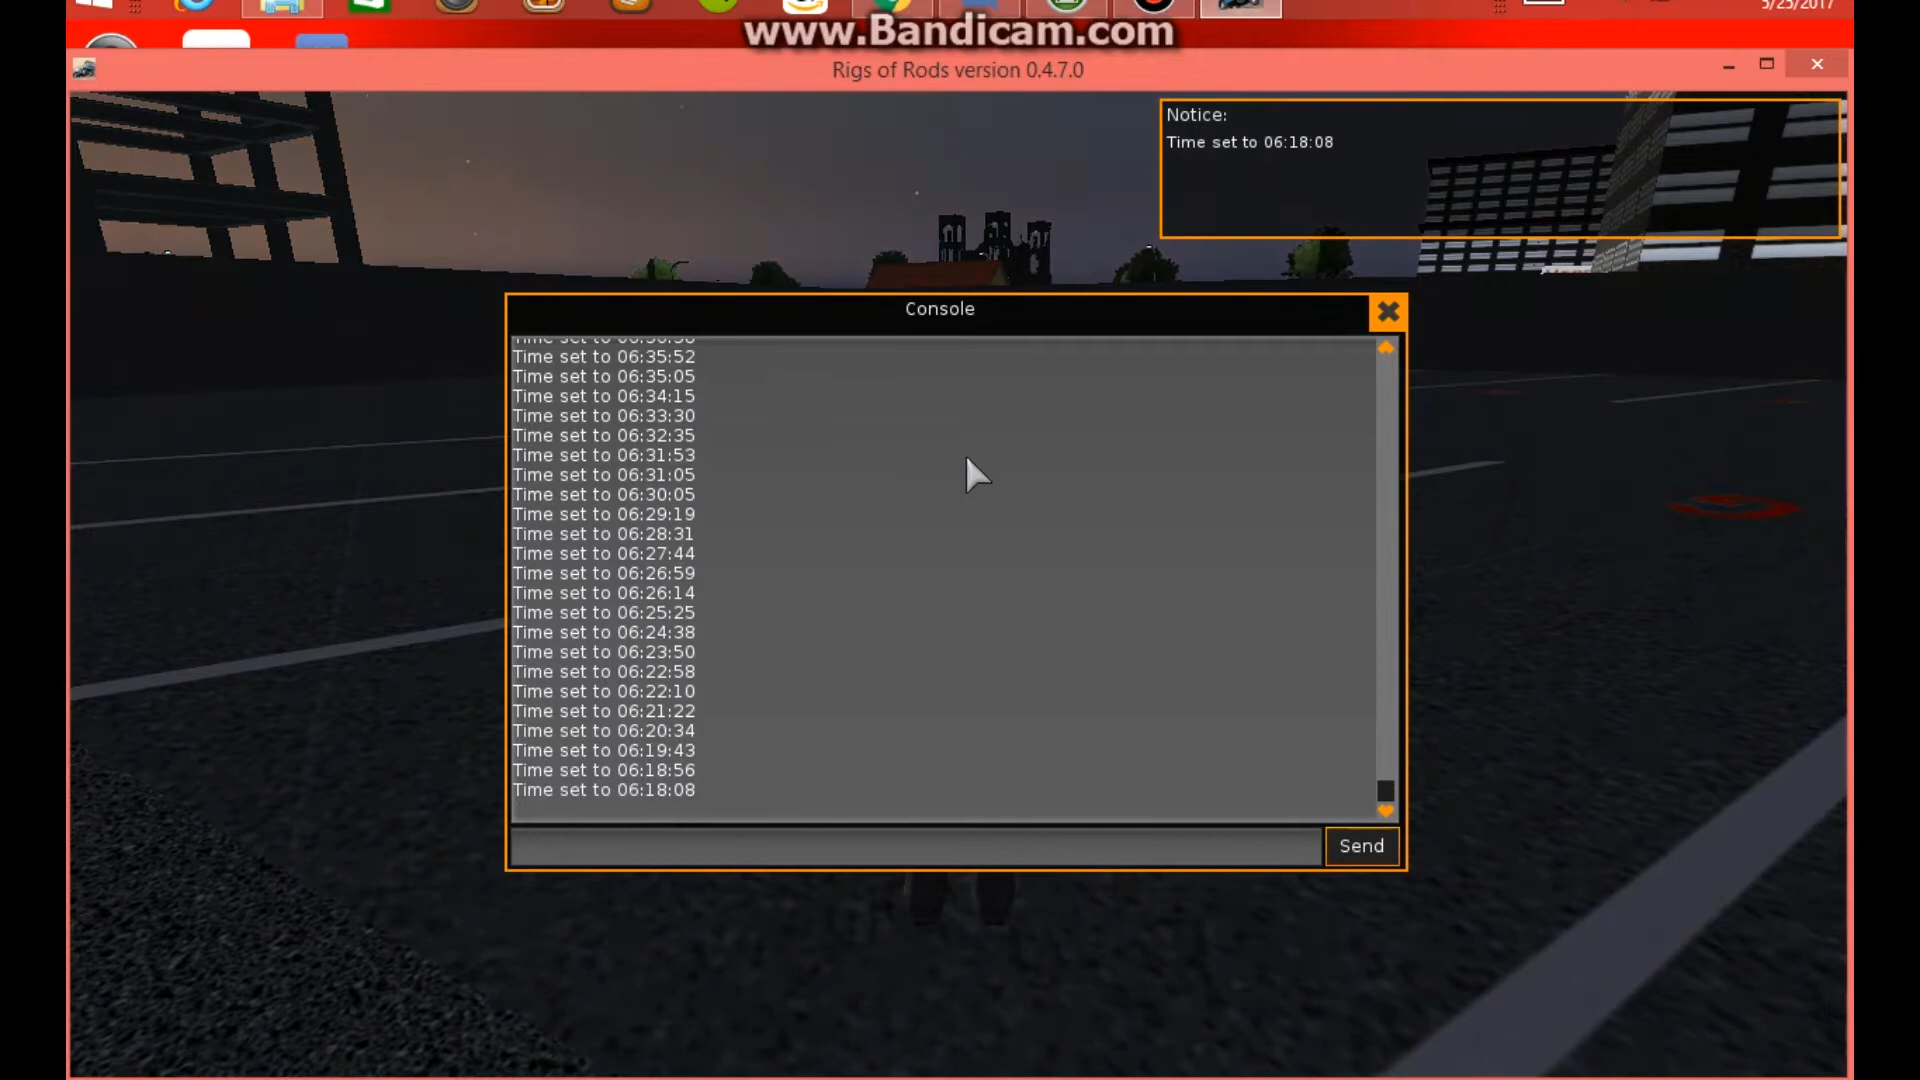 5/25/2017
www.Bandicam.com
Rigs of Rods version 0.4.7.0
Notice:
Time set to 06:18:08
Console
Time set to 06:35:52
Time set to 06:35:05
Time set to 06:34:15
Time set to 06:33:30
Time set to 06:32:35
Time set to 06:31:53
Time set to 06:31:05
Time set to 06:30:05
Time set to 06:29:19
Time set to 06:28:31
Time set to 06:27:44
Time set to 06:26:59
Time set to 06:26:14
Time set to 06:25:25
Time set to 06:24:38
Time set to 06:23:50
Time set to 06:22:58
Time set to 06:22:10
Time set to 06:21:22
Time set to 06:20:34
Time set to 06:19:43
Time set to 06:18:56
Time set to 06:18:08
Send